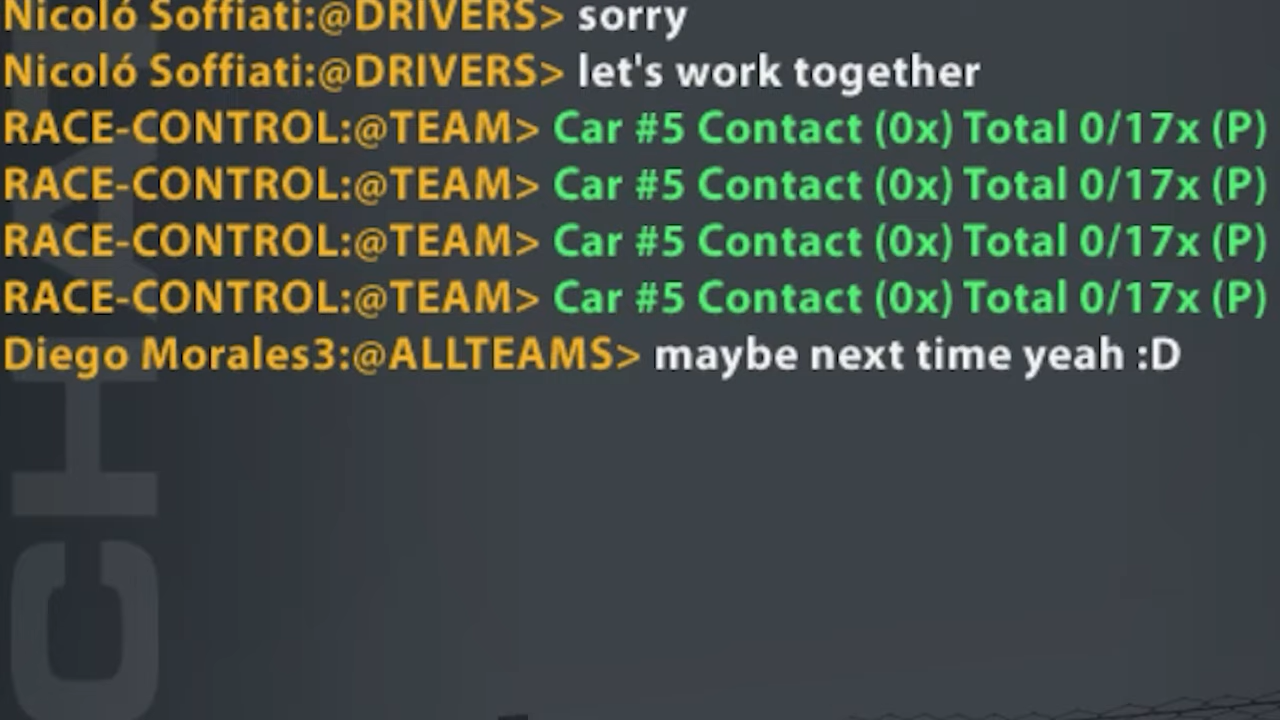 Nicoló Soffiati:@DRIVERS> sorry
Nicoló Soffiati:@DRIVERS> let's work together
RACE-CONTROL:@TEAM> Car #5 Contact (0x) Total 0/17x (P)
RACE-CONTROL:@TEAM> Car #5 Contact (0x) Total 0/17x (P)
RACE-CONTROL:@TEAM> Car #5 Contact (0x) Total 0/17x (P)
RACE-CONTROL:@TEAM> Car #5 Contact (0x) Total 0/17x (P)
Diego Morales3:@ALLTEAMS> maybe next time yeah :D
CHAT